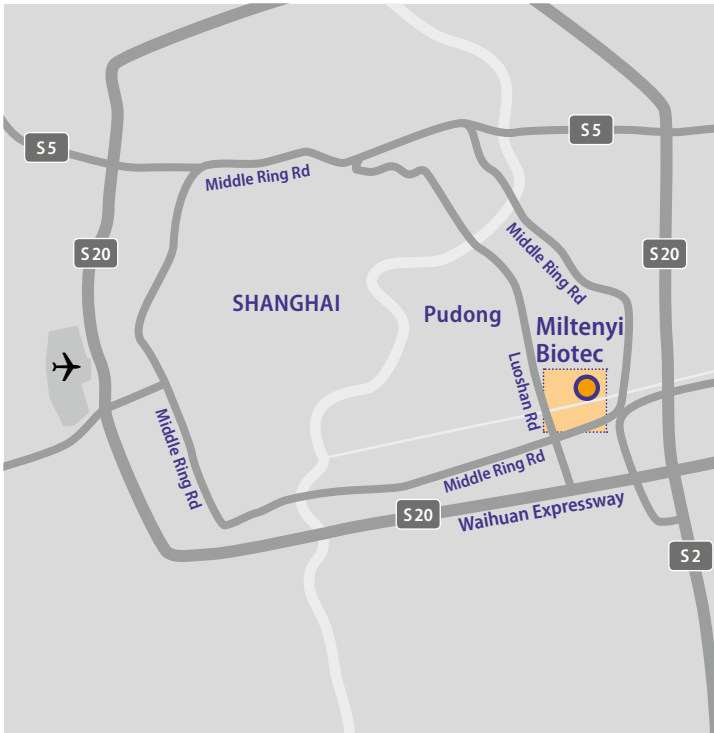 S5
S5
Middle Ring Rd
S20
Middle Ring Rd
S20
SHANGHAI
Pudong
Miltenyi
Biotec
Luoshan Rd
Middle Ring Rd
Middle Ring Rd
S20
Waihuan Expressway
S2